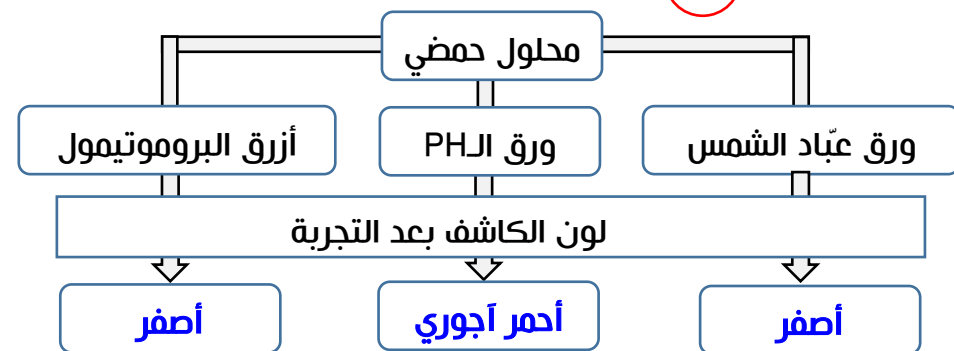 محلول حمضي
ورق عبّاد الشمس
ورق الـPH
أزرق البروموتيمول
لون الكاشف بعد التجربة
أصفر
أحمر آجوري
أصفر